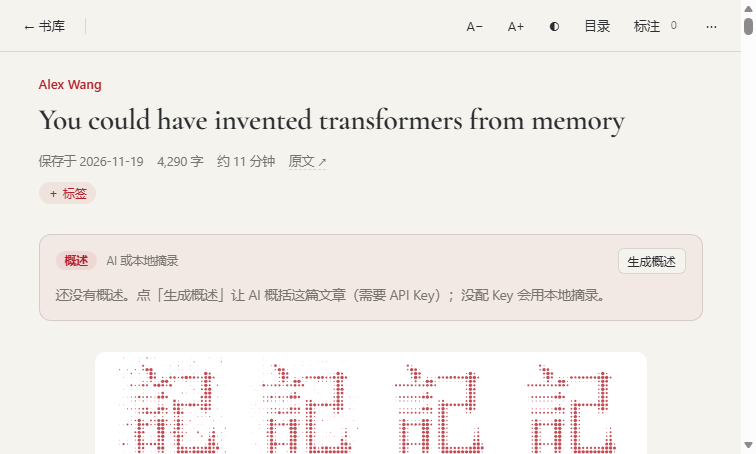 ← 书库 A− A+ 目录 标注 0 ···
Alex Wang
You could have invented transformers from memory
保存于 2026-11-19 4,290 字 约 11 分钟 原文 ↗
+ 标签
概述 AI 或本地摘录 生成概述
还没有概述。点「生成概述」让 AI 概括这篇文章（需要 API Key）；没配 Key 会用本地摘录。
記 記 記 記